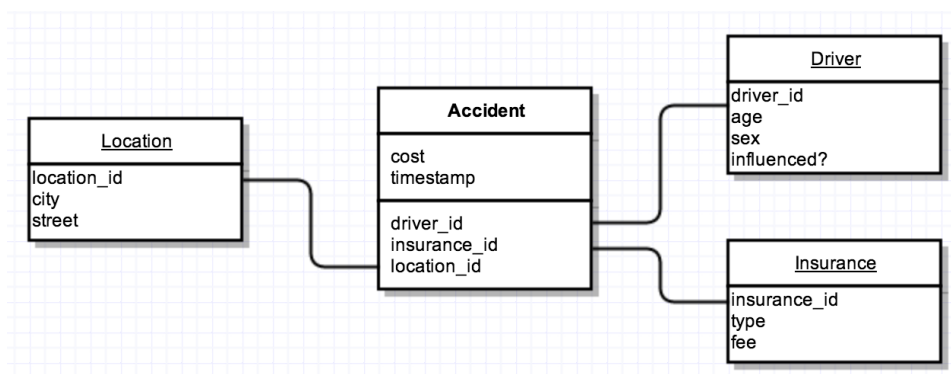 Location
location_id
city
street
Accident
cost
timestamp
driver_id
insurance_id
location_id
Driver
driver_id
age
sex
influenced?
Insurance
insurance_id
type
fee